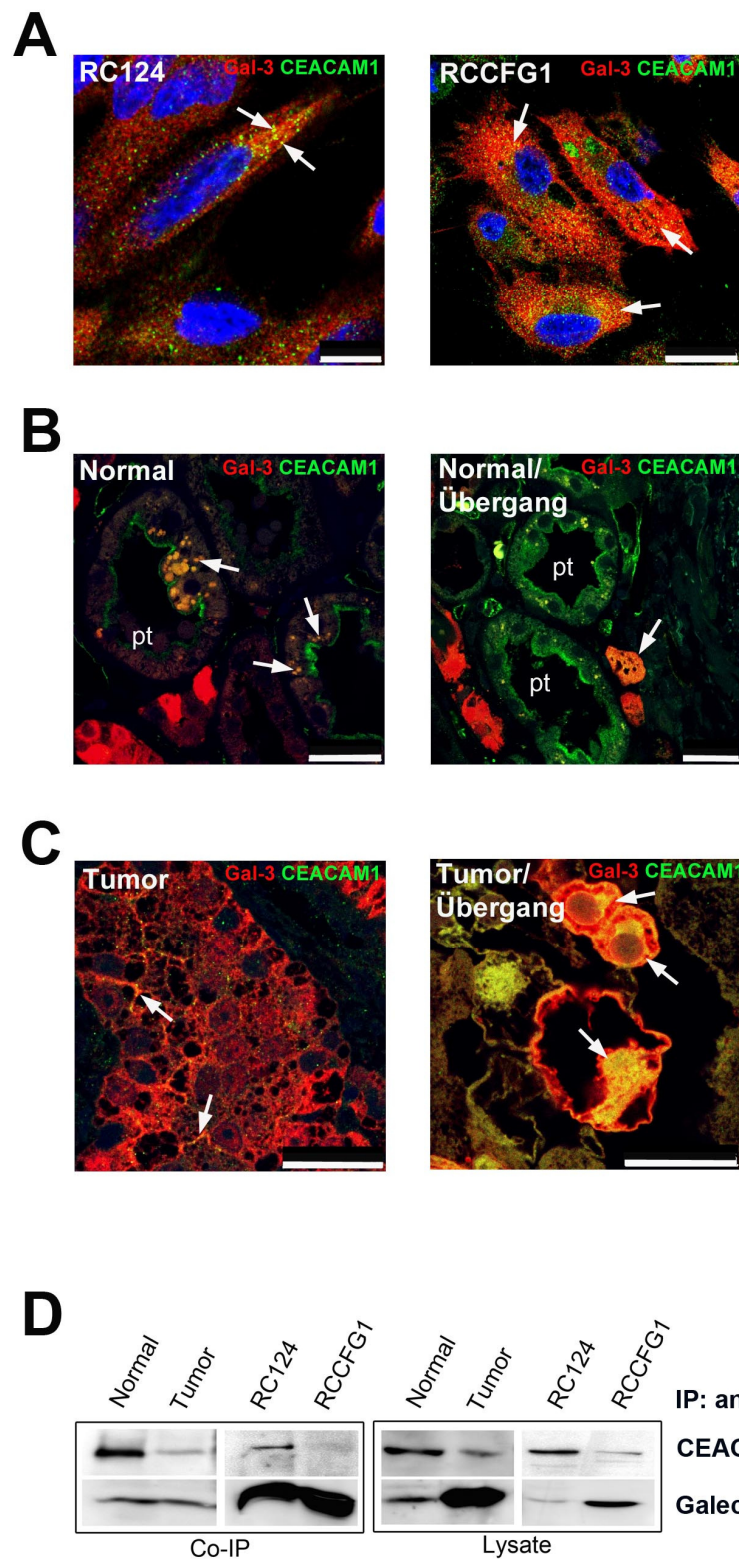 A
RC124
Gal-3 CEACAM1
RCCFG1
Gal-3 CEACAM1
B
Normal
Gal-3 CEACAM1
pt
Normal/
Übergang
Gal-3 CEACAM1
pt
pt
C
Tumor
Gal-3 CEACAM1
Tumor/
Übergang
Gal-3 CEACAM1
D
Normal
Tumor
RC124
RCCFG1
Normal
Tumor
RC124
RCCFG1
IP:
Co-IP
Lysate